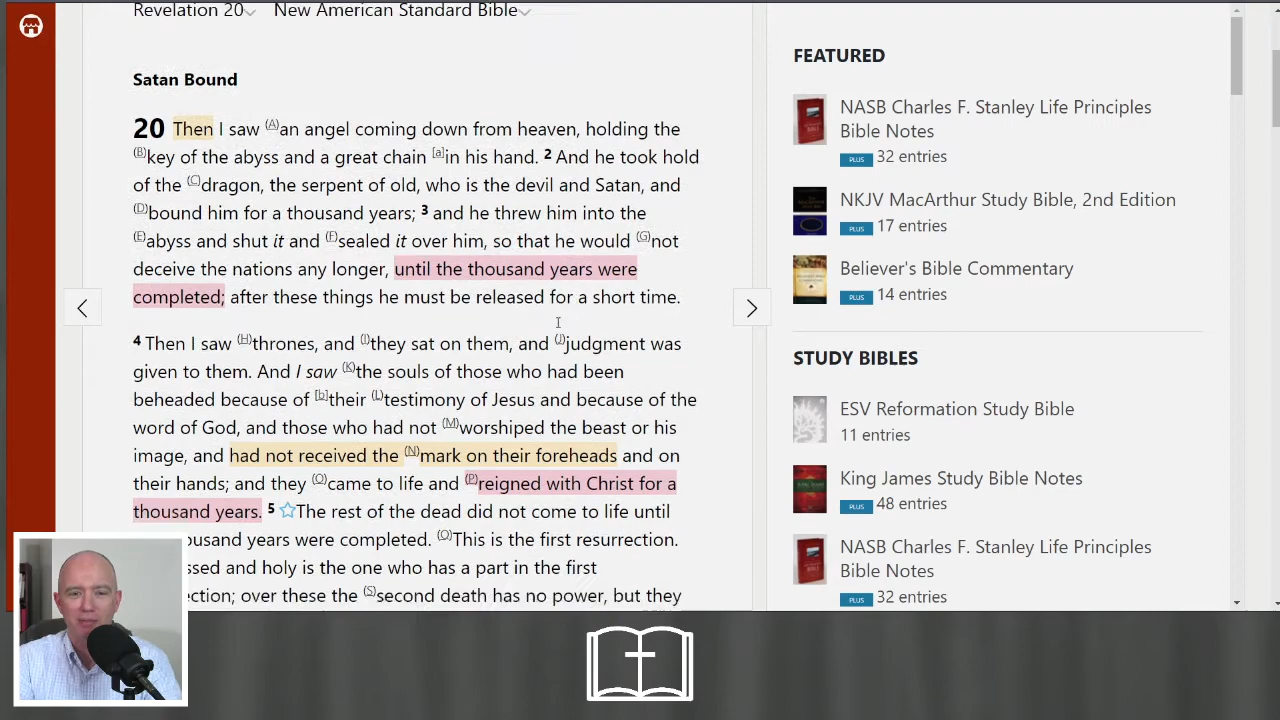 Revelation 20 New American Standard Bible
Satan Bound
20 Then I saw (A)an angel coming down from heaven, holding the
(B)key of the abyss and a great chain [a]in his hand. 2 And he took hold
of the (C)dragon, the serpent of old, who is the devil and Satan, and
(D)bound him for a thousand years; 3 and he threw him into the
(E)abyss and shut it and (F)sealed it over him, so that he would (G)not
deceive the nations any longer, until the thousand years were
completed; after these things he must be released for a short time.
4 Then I saw (H)thrones, and (I)they sat on them, and (J)judgment was
given to them. And I saw (K)the souls of those who had been
beheaded because of [b]their (L)testimony of Jesus and because of the
word of God, and those who had not (M)worshiped the beast or his
image, and had not received the (N)mark on their foreheads and on
their hands; and they (O)came to life and (P)reigned with Christ for a
thousand years. 5 The rest of the dead did not come to life until
ousand years were completed. (Q)This is the first resurrection.
ssed and holy is the one who has a part in the first
ection; over these the (S)second death has no power, but they
FEATURED
NASB Charles F. Stanley Life Principles
Bible Notes
PLUS 32 entries
NKJV MacArthur Study Bible, 2nd Edition
PLUS 17 entries
Believer's Bible Commentary
PLUS 14 entries
STUDY BIBLES
ESV Reformation Study Bible
11 entries
King James Study Bible Notes
PLUS 48 entries
NASB Charles F. Stanley Life Principles
Bible Notes
PLUS 32 entries